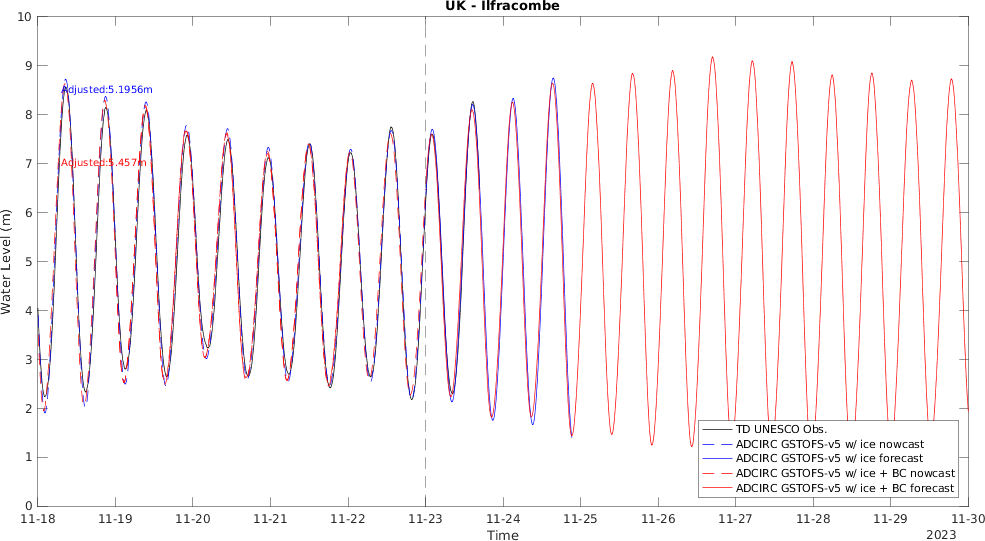 UK - Ilfracombe
10
9
8
7
6
5
4
3
2
1
0
Water Level (m)
Adjusted:5.1956m
Adjusted:5.457m
TD UNESCO Obs.
ADCIRC GSTOFS-v5 w/ ice nowcast
ADCIRC GSTOFS-v5 w/ ice forecast
ADCIRC GSTOFS-v5 w/ ice + BC nowcast
ADCIRC GSTOFS-v5 w/ ice + BC forecast
11-18 11-19 11-20 11-21 11-22 11-23 11-24 11-25 11-26 11-27 11-28 11-29 11-30
Time
2023